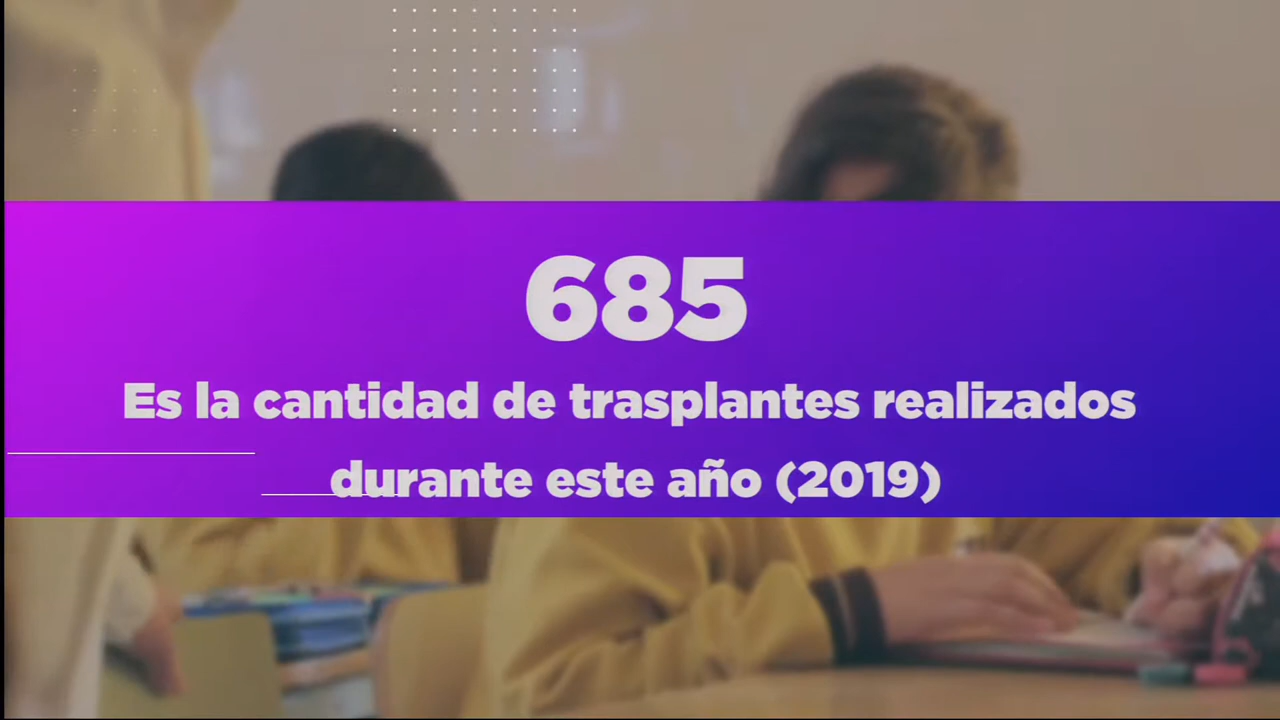 685
Es la cantidad de trasplantes realizados
durante este año (2019)